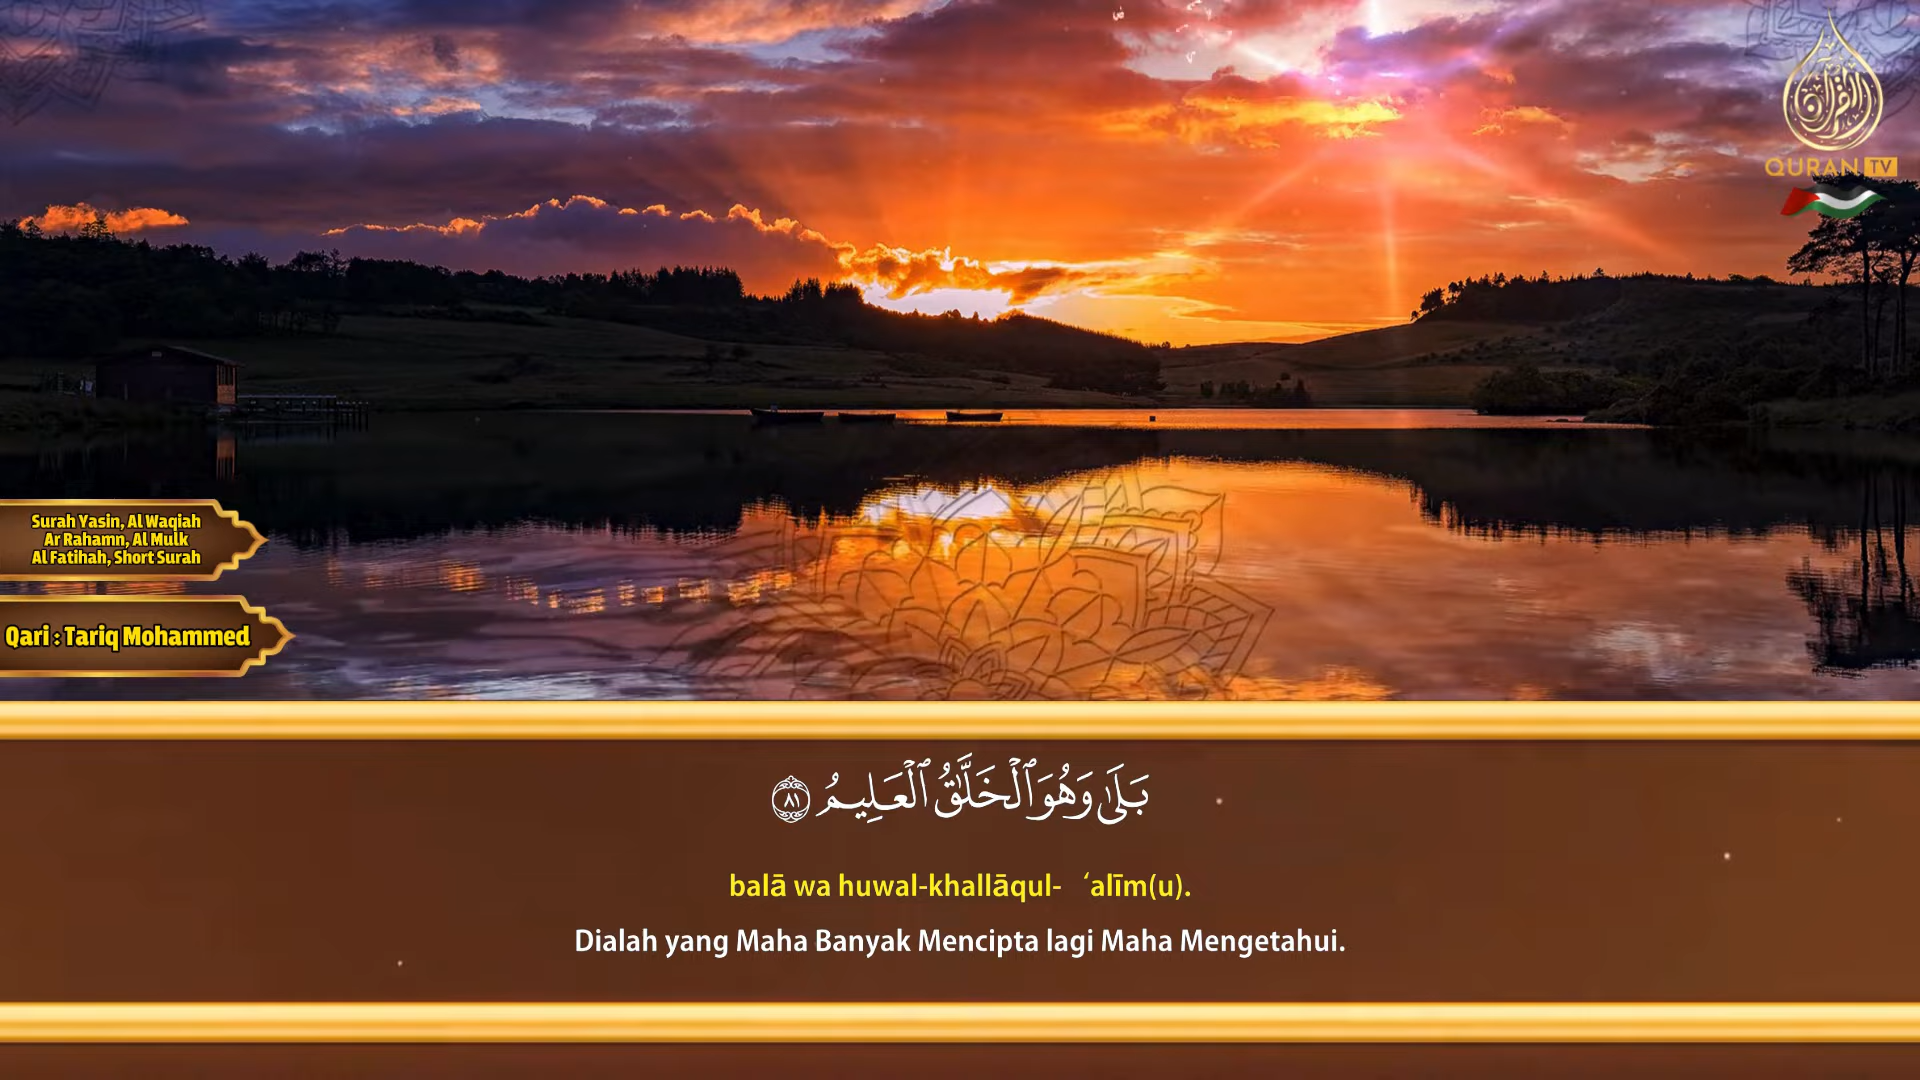 القرآن
QURAN TV
Surah Yasin, Al Waqiah
Ar Rahamn, Al Mulk
Al Fatihah, Short Surah
Qari : Tariq Mohammed
بَلَىٰ وَهُوَ ٱلْخَلَّـٰقُ ٱلْعَلِيمُ ٨١
balā wa huwal-khallāqul- ‘alīm(u).
Dialah yang Maha Banyak Mencipta lagi Maha Mengetahui.